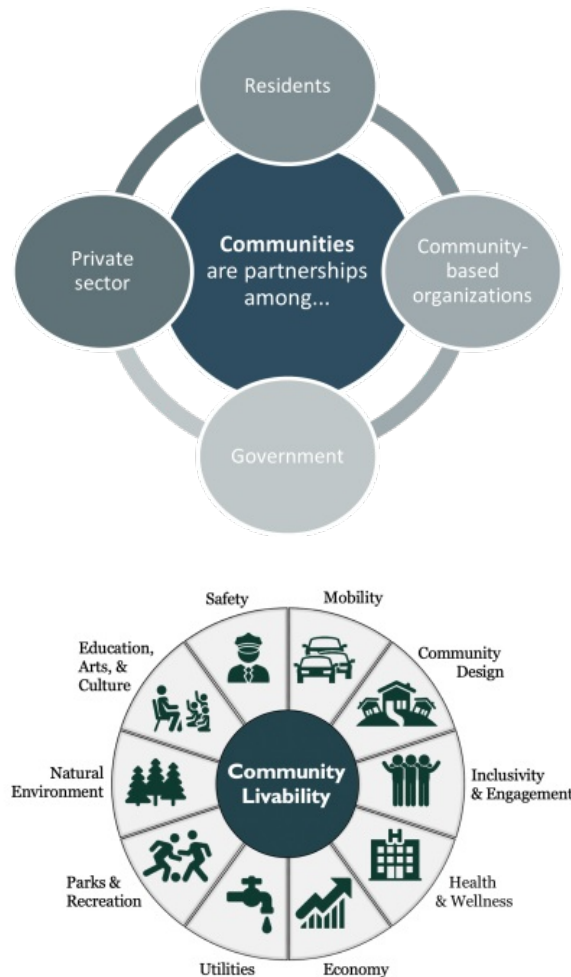 Residents
Private
sector
Communities
are partnerships
among...
Community-
based
organizations
Government
Safety
Mobility
Education,
Arts, &
Culture
Community
Design
Natural
Environment
Community
Livability
Inclusivity
& Engagement
Parks &
Recreation
H
Health
& Wellness
Utilities
Economy